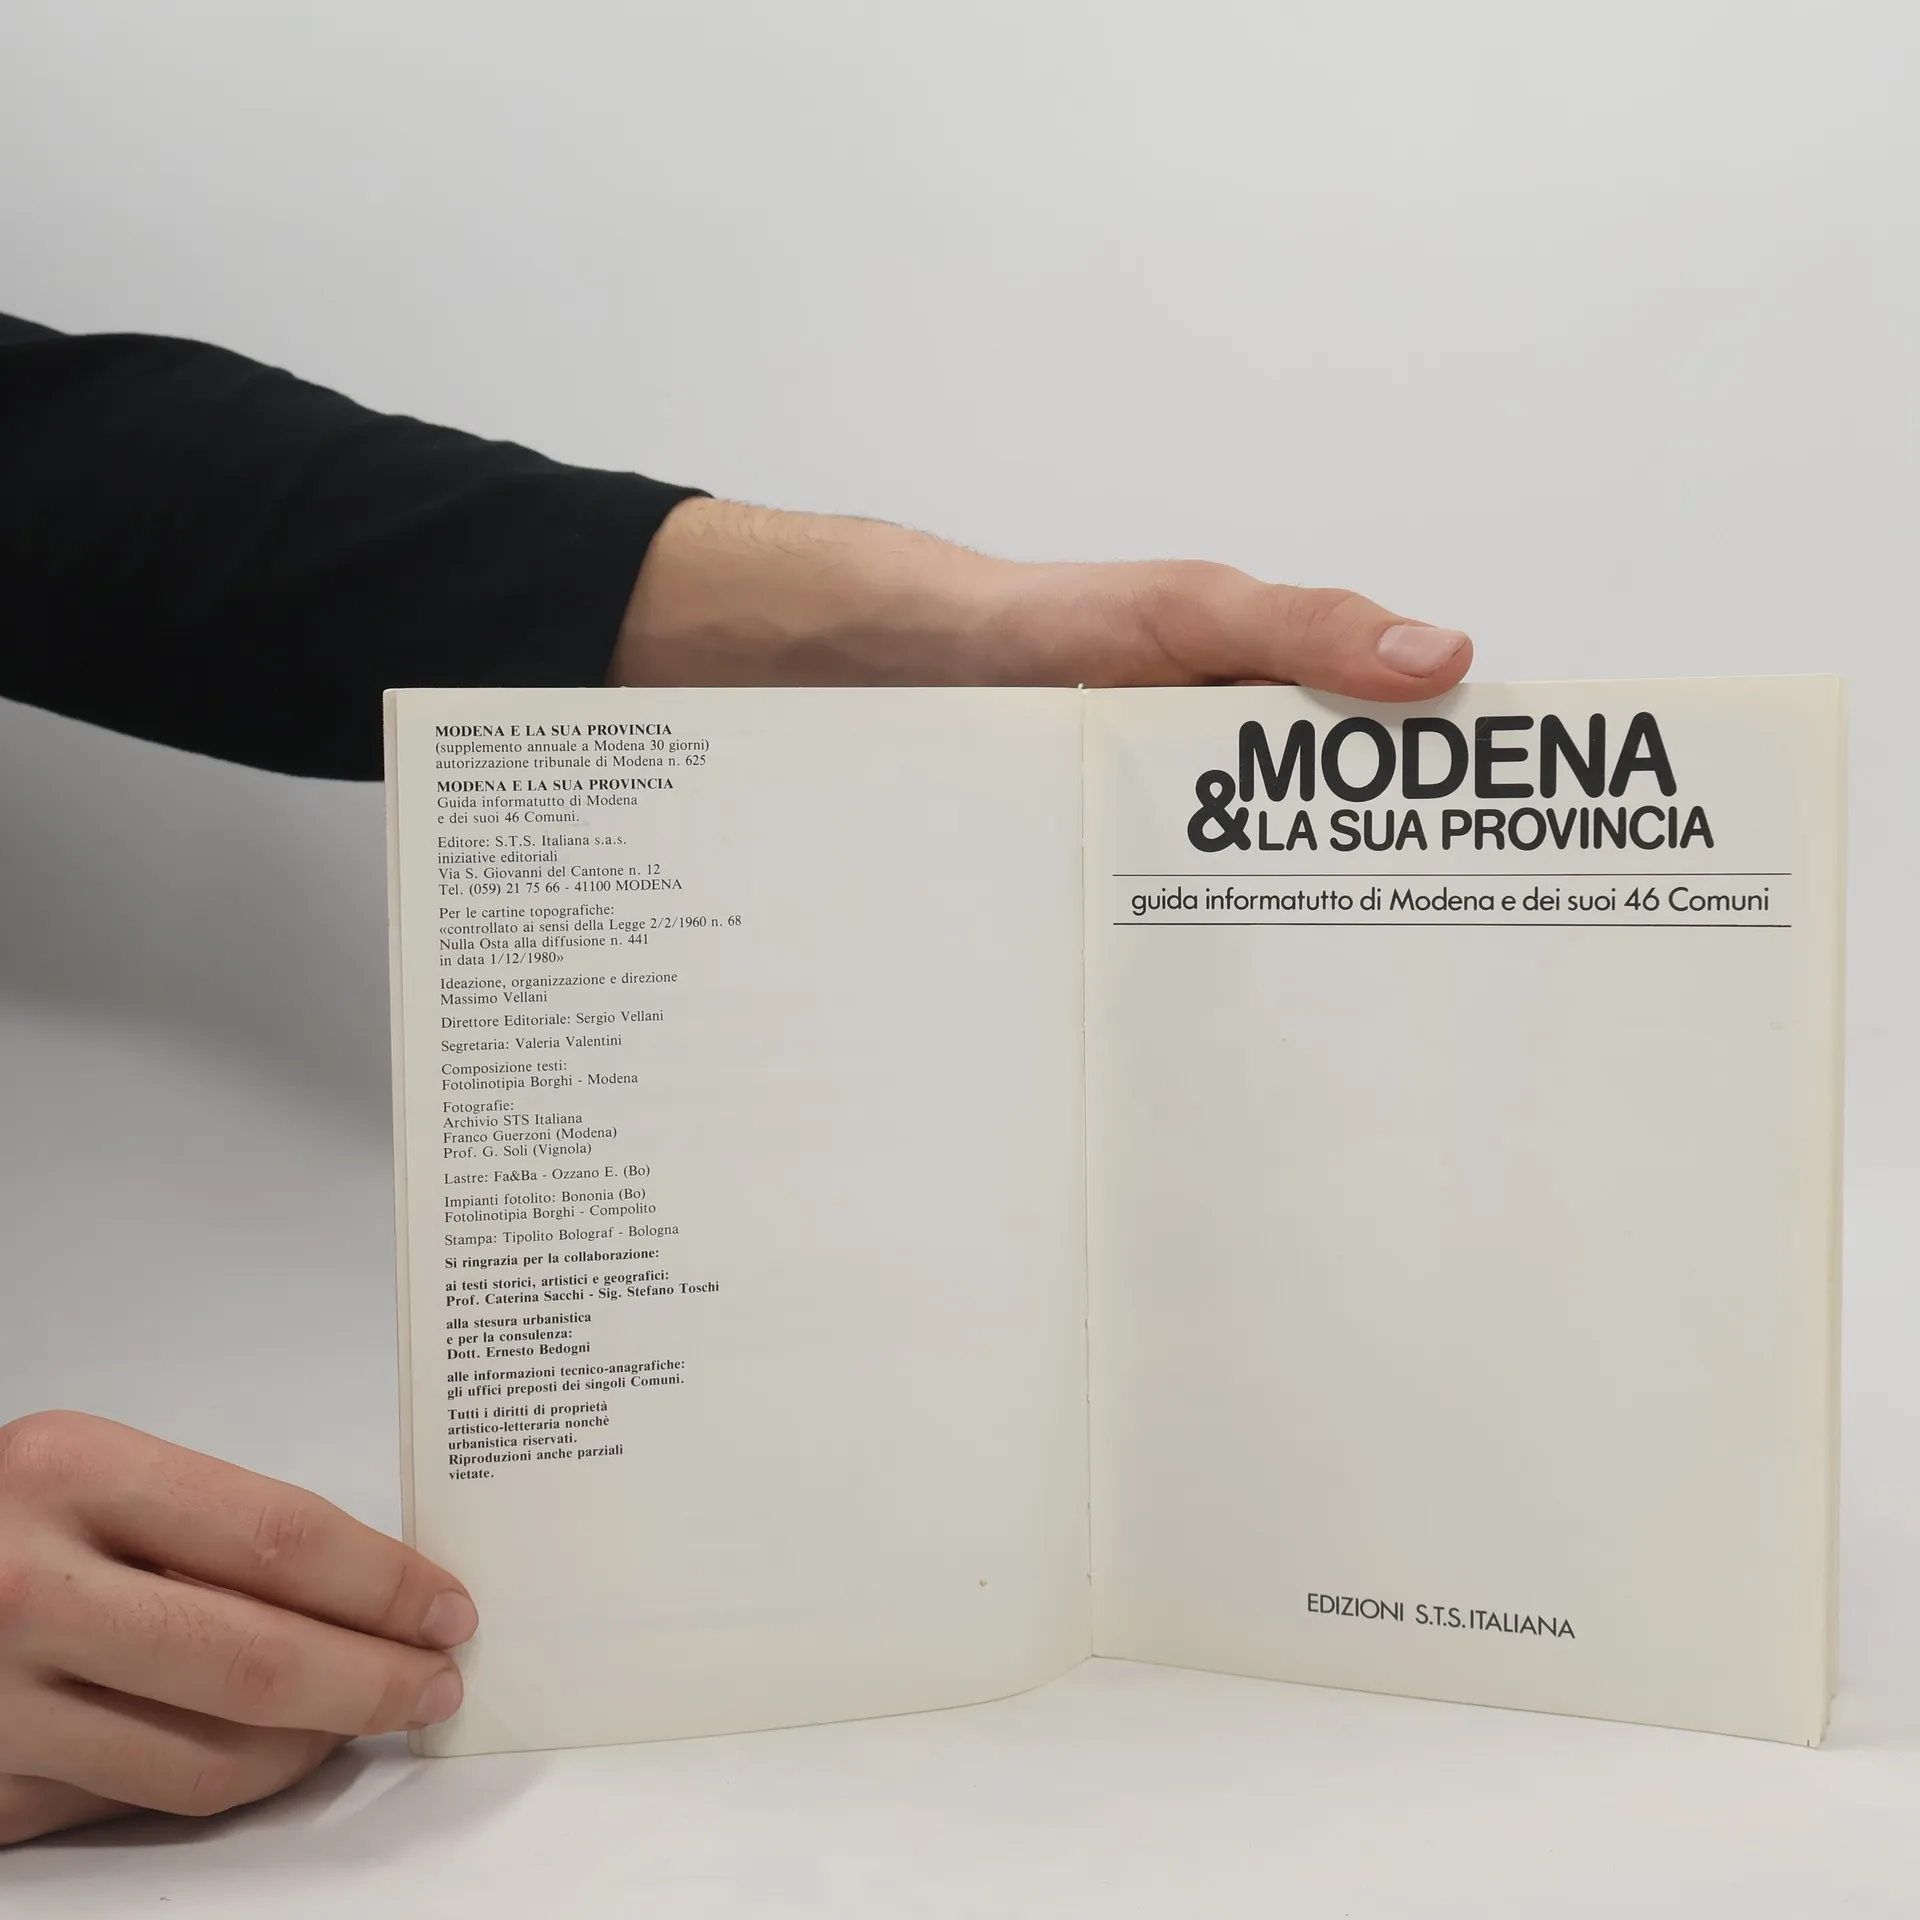 MODENA E LA SUA PROVINCIA
(supplemento annuale a Modena 30 giorni)
autorizzazione tribunale di Modena n. 625
MODENA E LA SUA PROVINCIA
Guida informatutto di Modena
e dei suoi 46 Comuni.
Editore: S.T.S. Italiana s.a.s.
iniziative editoriali
Via S. Giovanni del Cantone n. 12
Tel. (059) 21 75 66 - 41100 MODENA
Per le cartine topografiche:
«controllato ai sensi della Legge 2/2/1960 n. 68
Nulla Osta alla diffusione n. 441
in data 1/12/1980»
Ideazione, organizzazione e direzione
Massimo Vellani
Direttore Editoriale: Sergio Vellani
Segretaria: Valeria Valentini
Composizione testi:
Fotolinotipia Borghi - Modena
Fotografie:
Archivio STS Italiana
Franco Guerzoni (Modena)
Prof. G. Soli (Vignola)
Lastre: Fa&Ba - Ozzano E. (Bo)
Impianti fotolito: Bononia (Bo)
Fotolinotipia Borghi - Compolito
Stampa: Tipolito Bolograf - Bologna
Si ringrazia per la collaborazione:
ai testi storici, artistici e geografici:
Prof. Caterina Sacchi - Sig. Stefano Toschi
alla stesura urbanistica
e per la consulenza:
Dott. Ernesto Bedogni
alle informazioni tecnico-anagrafiche:
gli uffici preposti dei singoli Comuni.
Tutti i diritti di proprietà
artistico-letteraria nonchè
urbanistica riservati.
Riproduzioni anche parziali
vietate.
MODENA
& LA SUA PROVINCIA
guida informatutto di Modena e dei suoi 46 Comuni
EDIZIONI S.T.S. ITALIANA